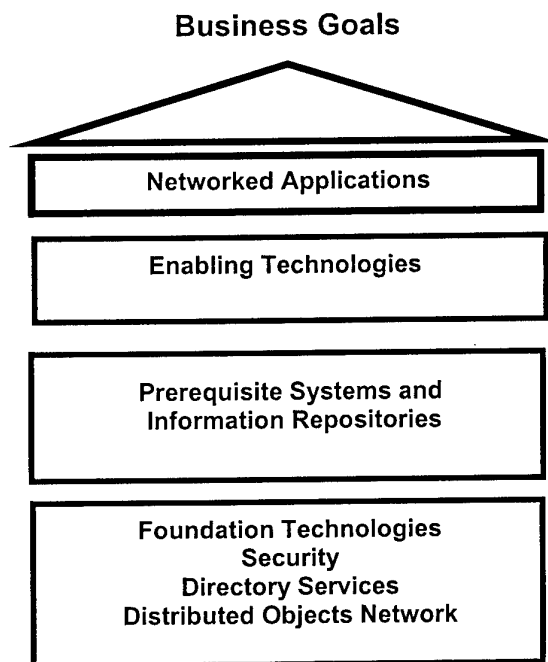 Business Goals
Networked Applications
Enabling Technologies
Prerequisite Systems and
Information Repositories
Foundation Technologies
Security
Directory Services
Distributed Objects Network